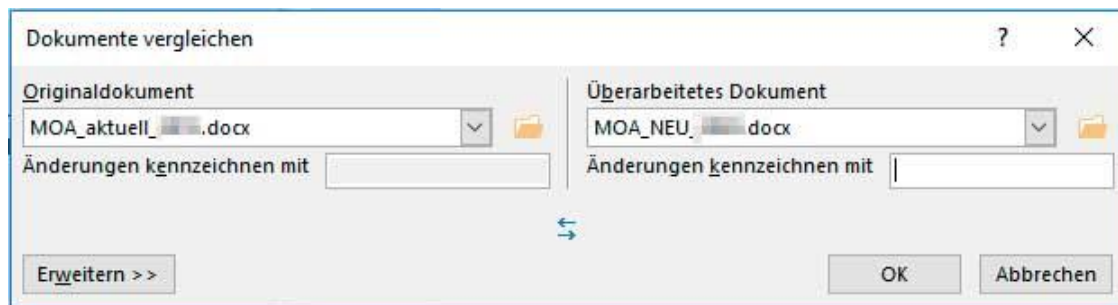 Dokumente vergleichen ? X
Originaldokument Überarbeitetes Dokument
MOA_aktuell_ .docx MOA_NEU_ docx
Änderungen kennzeichnen mit Änderungen kennzeichnen mit
Erweitern >> OK Abbrechen